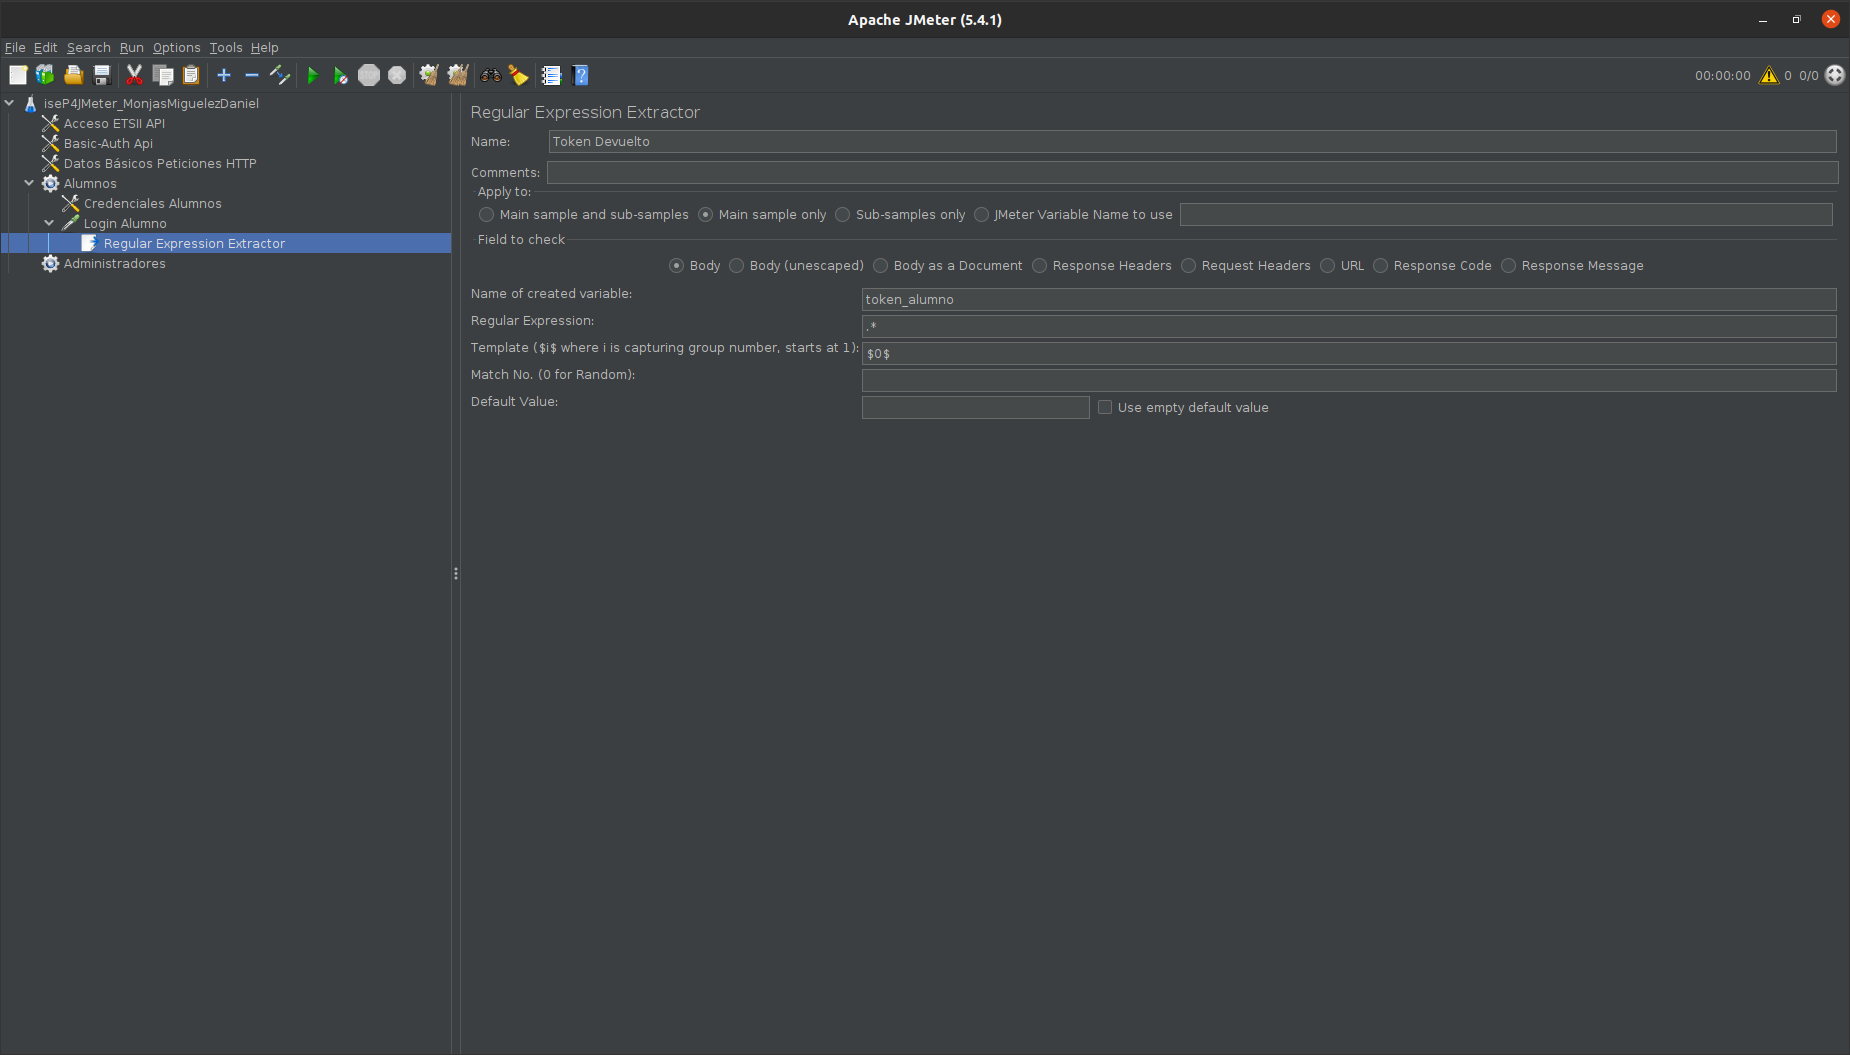 Apache JMeter (5.4.1)
File Edit Search Run Options Tools Help
STOP
00:00:00 0 0/0
iseP4JMeter_MonjasMiguelezDaniel
Acceso ETSII API
Basic-Auth Api
Datos Básicos Peticiones HTTP
Alumnos
Credenciales Alumnos
Login Alumno
Regular Expression Extractor
Administradores
Regular Expression Extractor
Name: Token Devuelto
Comments:
Apply to:
Main sample and sub-samples Main sample only Sub-samples only JMeter Variable Name to use
Field to check
Body Body (unescaped) Body as a Document Response Headers Request Headers URL Response Code Response Message
Name of created variable: token_alumno
Regular Expression: .*
Template ($i$ where i is capturing group number, starts at 1): $0$
Match No. (0 for Random):
Default Value: Use empty default value